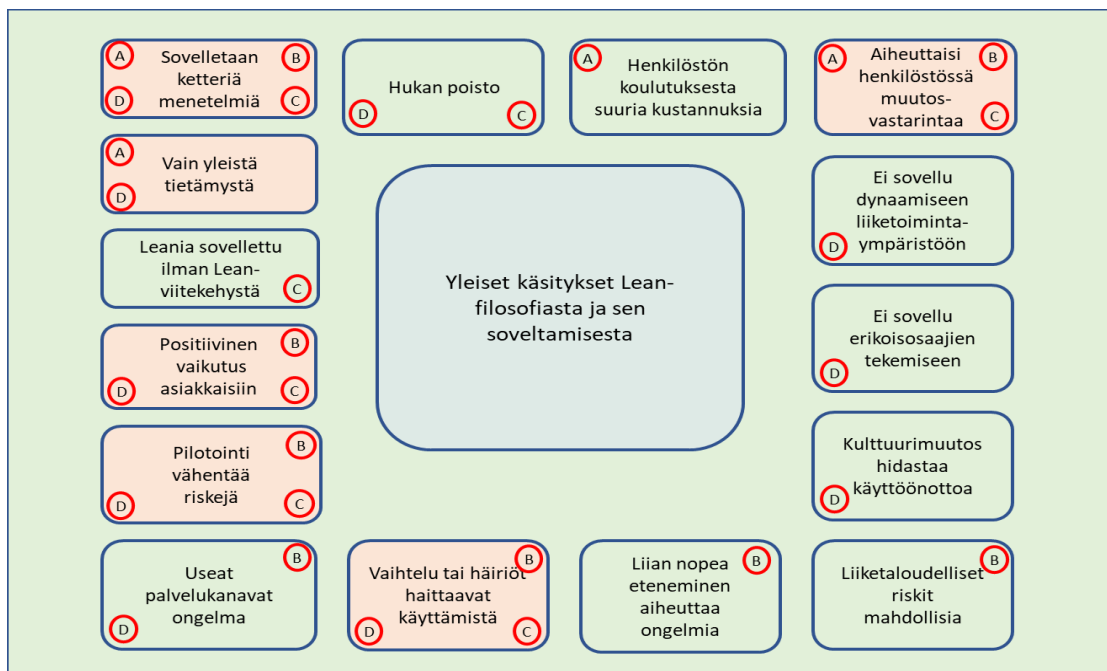 A
Sovelletaan
B
ketteriä
D
menetelmiä
C
Hukan poisto
D
C
A
Henkilöstön
koulutuksesta
suuria kustannuksia
A
Aiheuttaisi
B
henkilöstössä
muutos-
vastarintaa
C
A
Vain yleistä
tietämystä
D
Ei sovellu
dynaamiseen
liiketoiminta-
ympäristöön
D
Leania sovellettu
ilman Lean-
viitekehystä
C
Yleiset käsitykset Lean-
filosofiasta ja sen
soveltamisesta
Ei sovellu
erikoisosaajien
tekemiseen
D
Positiivinen
B
vaikutus
asiakkaisiin
D
C
Pilotointi
B
vähentää
riskejä
D
C
Kulttuurimuutos
hidastaa
käyttöönottoa
D
B
Useat
palvelukanavat
ongelma
D
B
Vaihtelu tai häiriöt
haittaavat
käyttämistä
D
C
B
Liian nopea
eteneminen
aiheuttaa
ongelmia
B
Liiketaloudelliset
riskit
mahdollisia